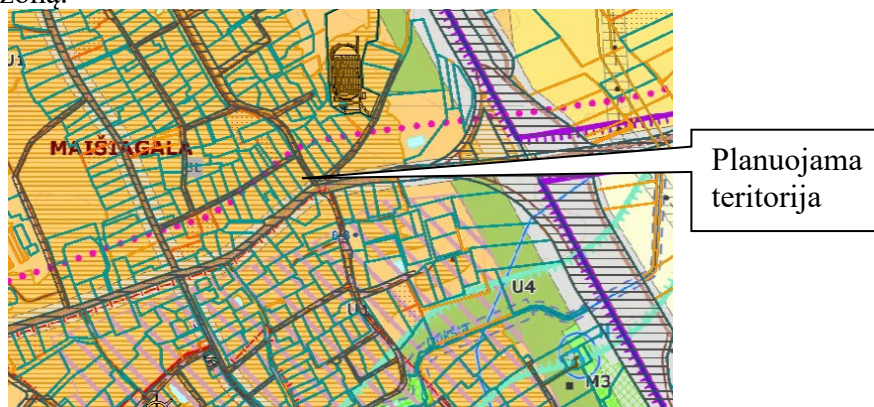 zoną.
U1
MAIŠIAGALA
Planuojama
teritorija
U4
U1
M3